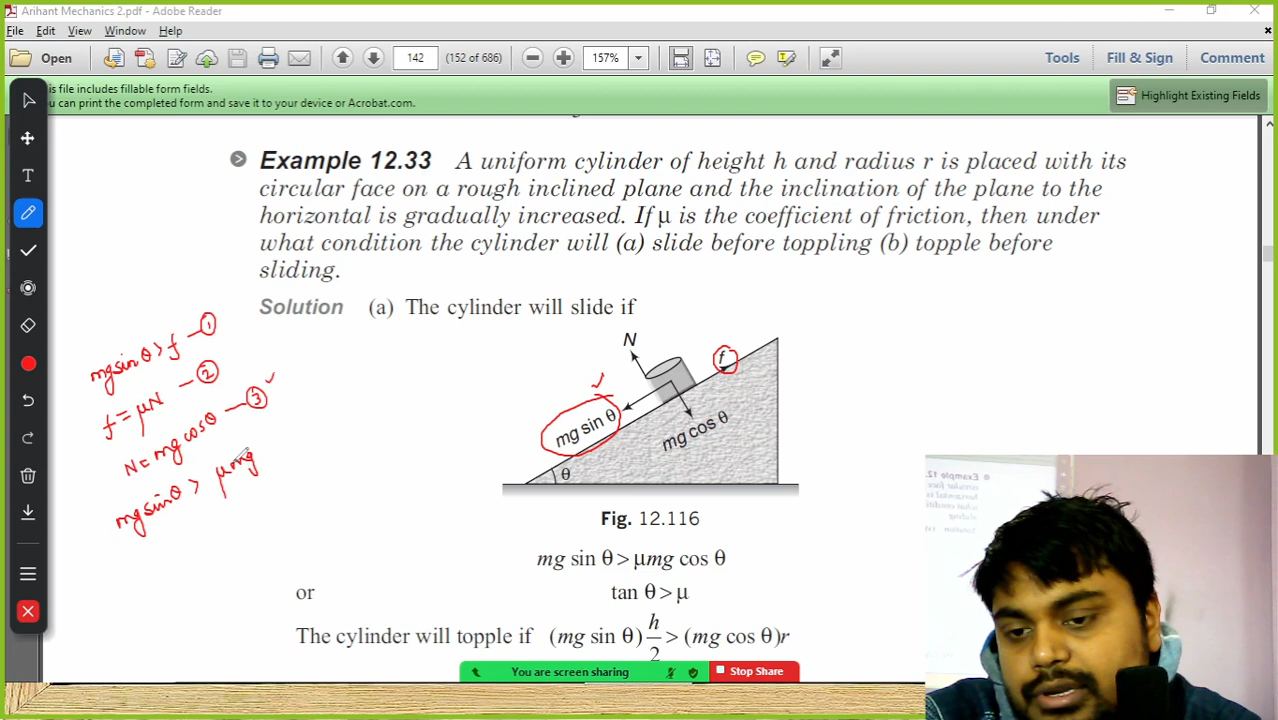 Arihant Mechanics 2.pdf - Adobe Reader
File Edit View Window Help
Open 142 (152 of 686) 157% Tools Fill & Sign Comment
is file includes fillable form fields.
u can print the completed form and save it to your device or Acrobat.com.
Highlight Existing Fields
Example 12.33 A uniform cylinder of height h and radius r is placed with its
circular face on a rough inclined plane and the inclination of the plane to the
horizontal is gradually increased. If μ is the coefficient of friction, then under
what condition the cylinder will (a) slide before toppling (b) topple before
sliding.
Solution (a) The cylinder will slide if
mg sin θ > f — ①
f = μN — ②
N = mg cos θ — ③ ✓
mg sin θ > μmg
N
f
mg sin θ
mg cos θ
θ
Fig. 12.116
mg sin θ > μmg cos θ
or tan θ > μ
The cylinder will topple if (mg sin θ) h/2 > (mg cos θ)r
You are screen sharing Stop Share